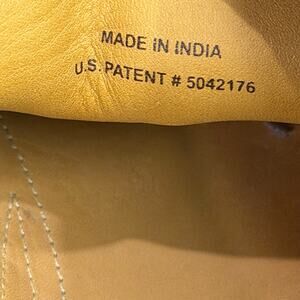 MADE IN INDIA
U.S. PATENT # 5042176